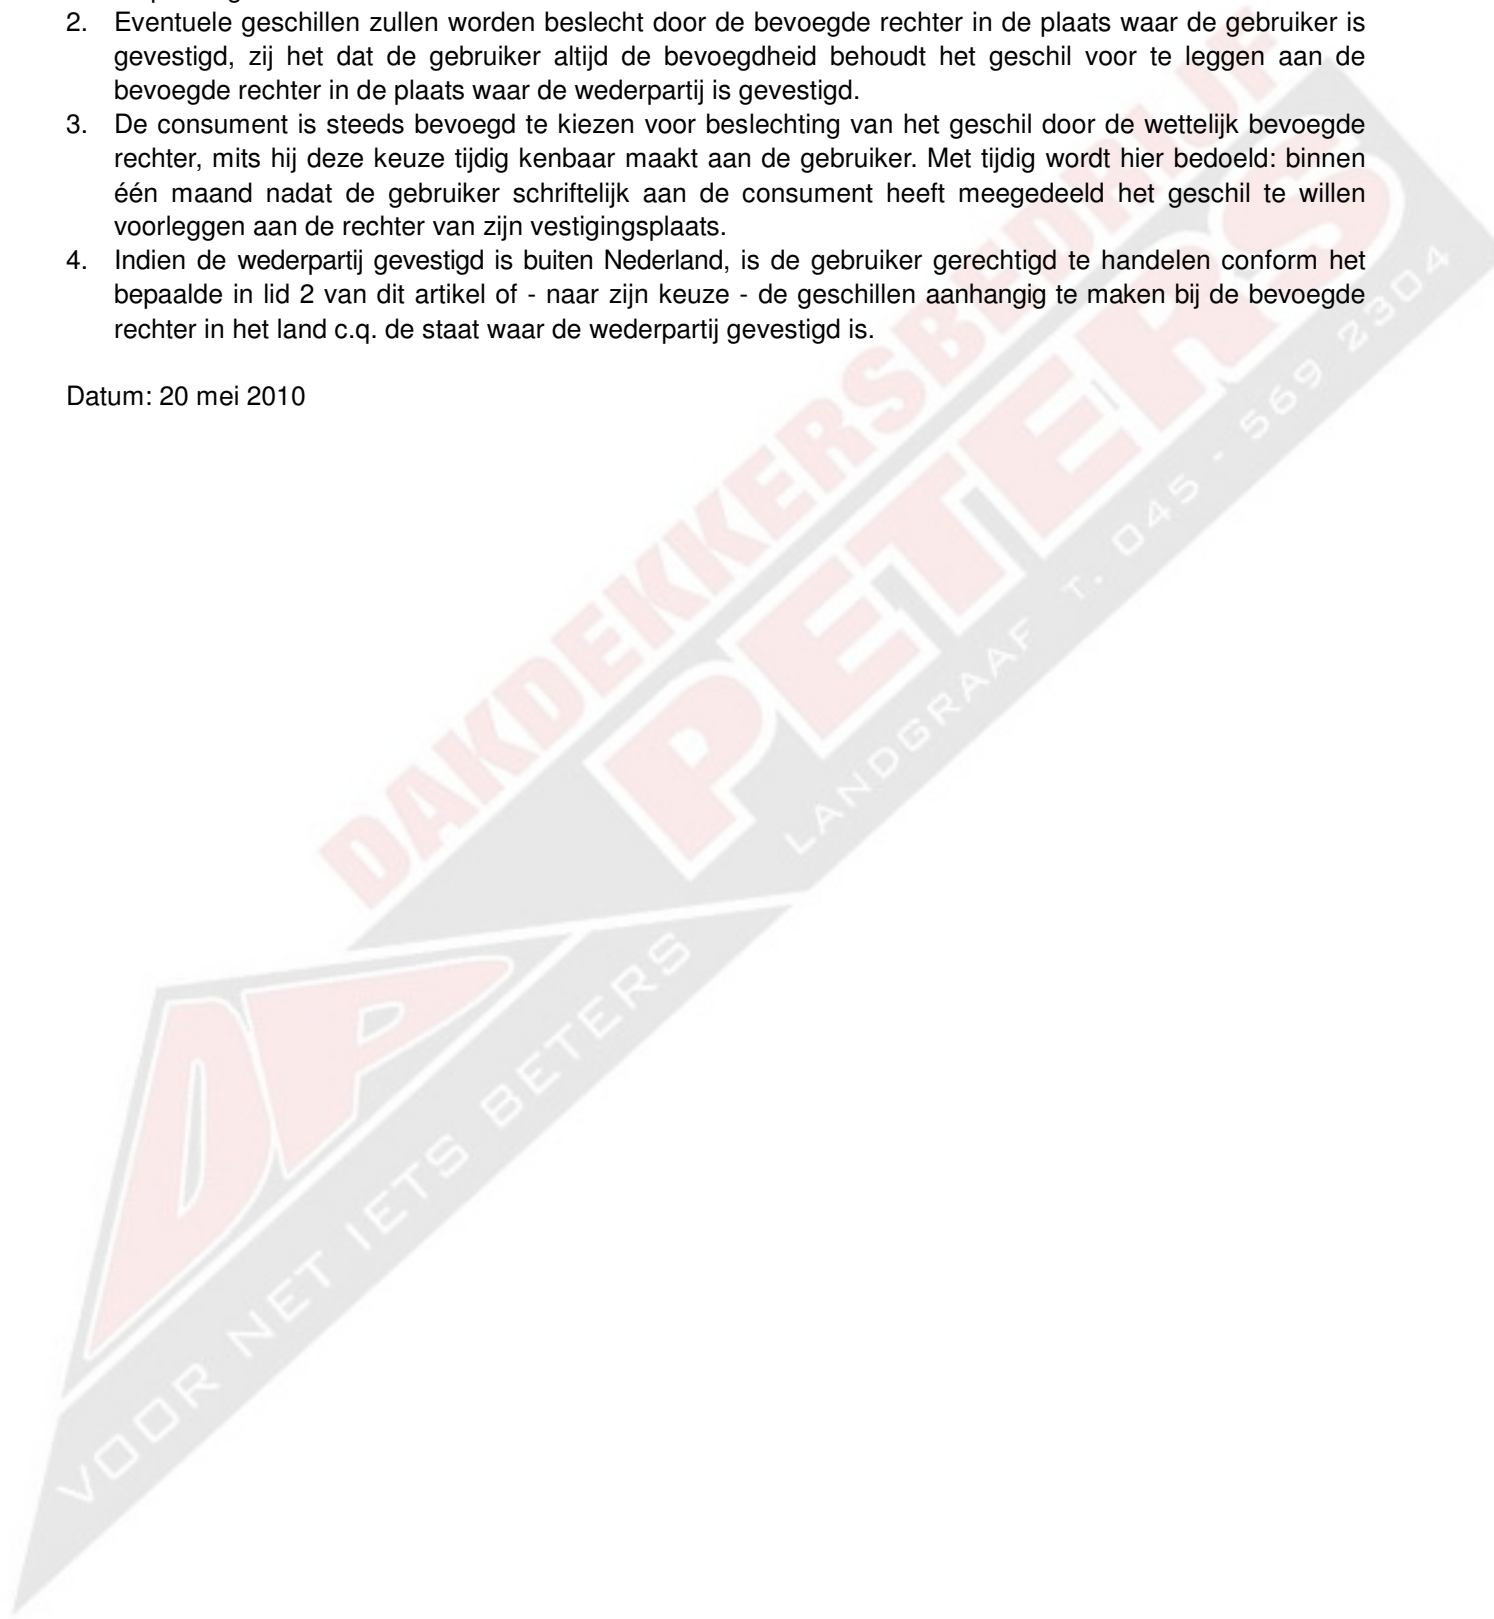 2. Eventuele geschillen zullen worden beslecht door de bevoegde rechter in de plaats waar de gebruiker is
gevestigd, zij het dat de gebruiker altijd de bevoegdheid behoudt het geschil voor te leggen aan de
bevoegde rechter in de plaats waar de wederpartij is gevestigd.
3. De consument is steeds bevoegd te kiezen voor beslechting van het geschil door de wettelijk bevoegde
rechter, mits hij deze keuze tijdig kenbaar maakt aan de gebruiker. Met tijdig wordt hier bedoeld: binnen
één maand nadat de gebruiker schriftelijk aan de consument heeft meegedeeld het geschil te willen
voorleggen aan de rechter van zijn vestigingsplaats.
4. Indien de wederpartij gevestigd is buiten Nederland, is de gebruiker gerechtigd te handelen conform het
bepaalde in lid 2 van dit artikel of - naar zijn keuze - de geschillen aanhangig te maken bij de bevoegde
rechter in het land c.q. de staat waar de wederpartij gevestigd is.
Datum: 20 mei 2010
DAKDEKKERSBEDRIJF
PETERS
LANDGRAAF T. 045 - 569 2304
DP
VOOR NET IETS BETERS